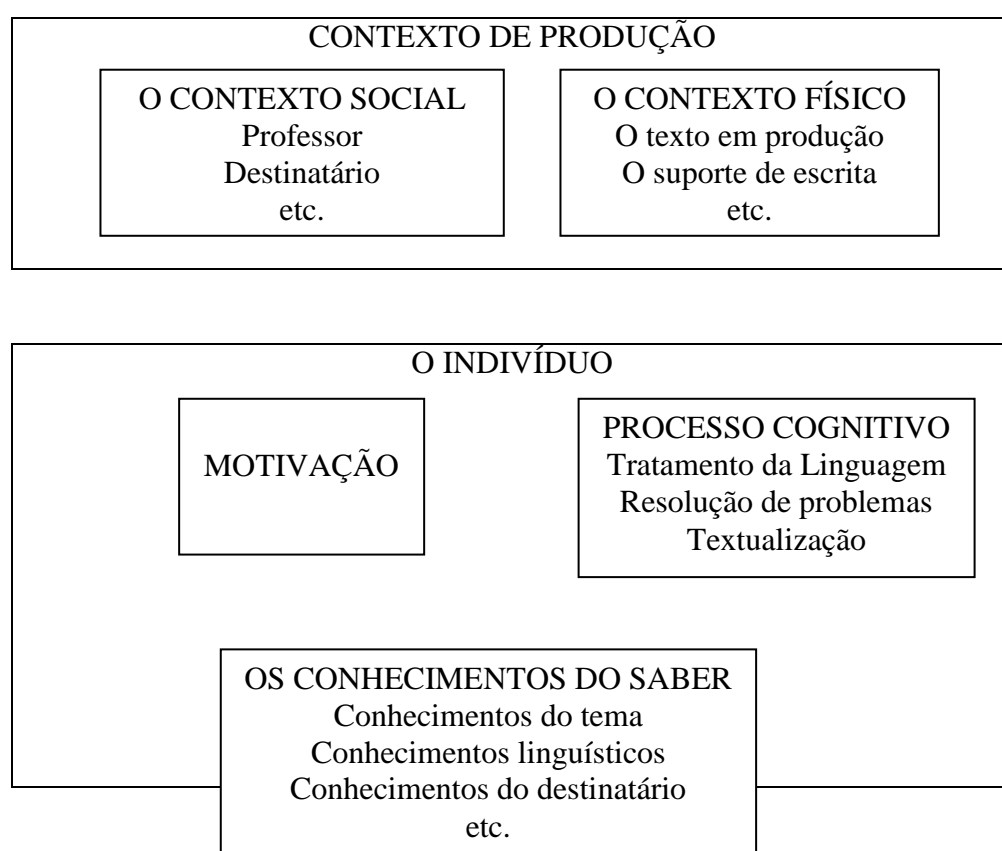 CONTEXTO DE PRODUÇÃO
O CONTEXTO SOCIAL
Professor
Destinatário
etc.
O CONTEXTO FÍSICO
O texto em produção
O suporte de escrita
etc.
O INDIVÍDUO
MOTIVAÇÃO
PROCESSO COGNITIVO
Tratamento da Linguagem
Resolução de problemas
Textualização
OS CONHECIMENTOS DO SABER
Conhecimentos do tema
Conhecimentos linguísticos
Conhecimentos do destinatário
etc.